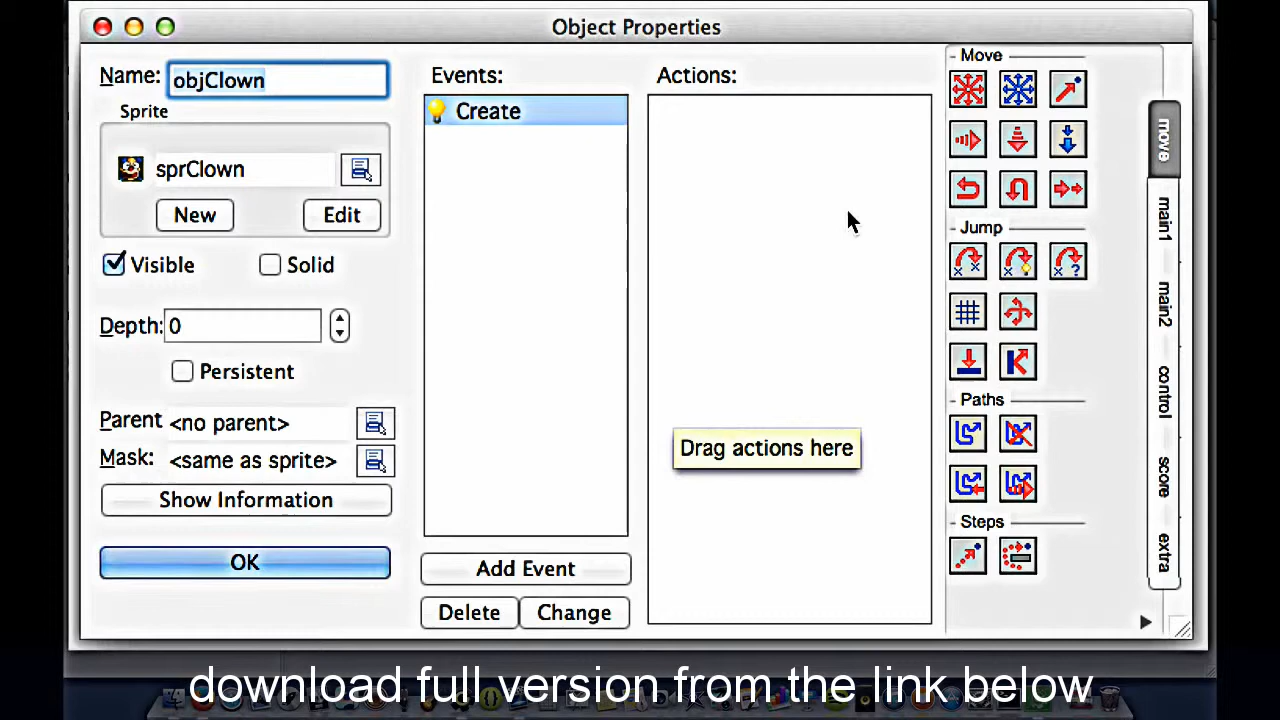 Object Properties
Name: objClown
Sprite
sprClown
New Edit
Visible Solid
Depth: 0
Persistent
Parent <no parent>
Mask: <same as sprite>
Show Information
OK
Events:
Create
Add Event
Delete Change
Actions:
Drag actions here
Move
Jump
Paths
Steps
move
main1
main2
control
score
extra
download full version from the link below